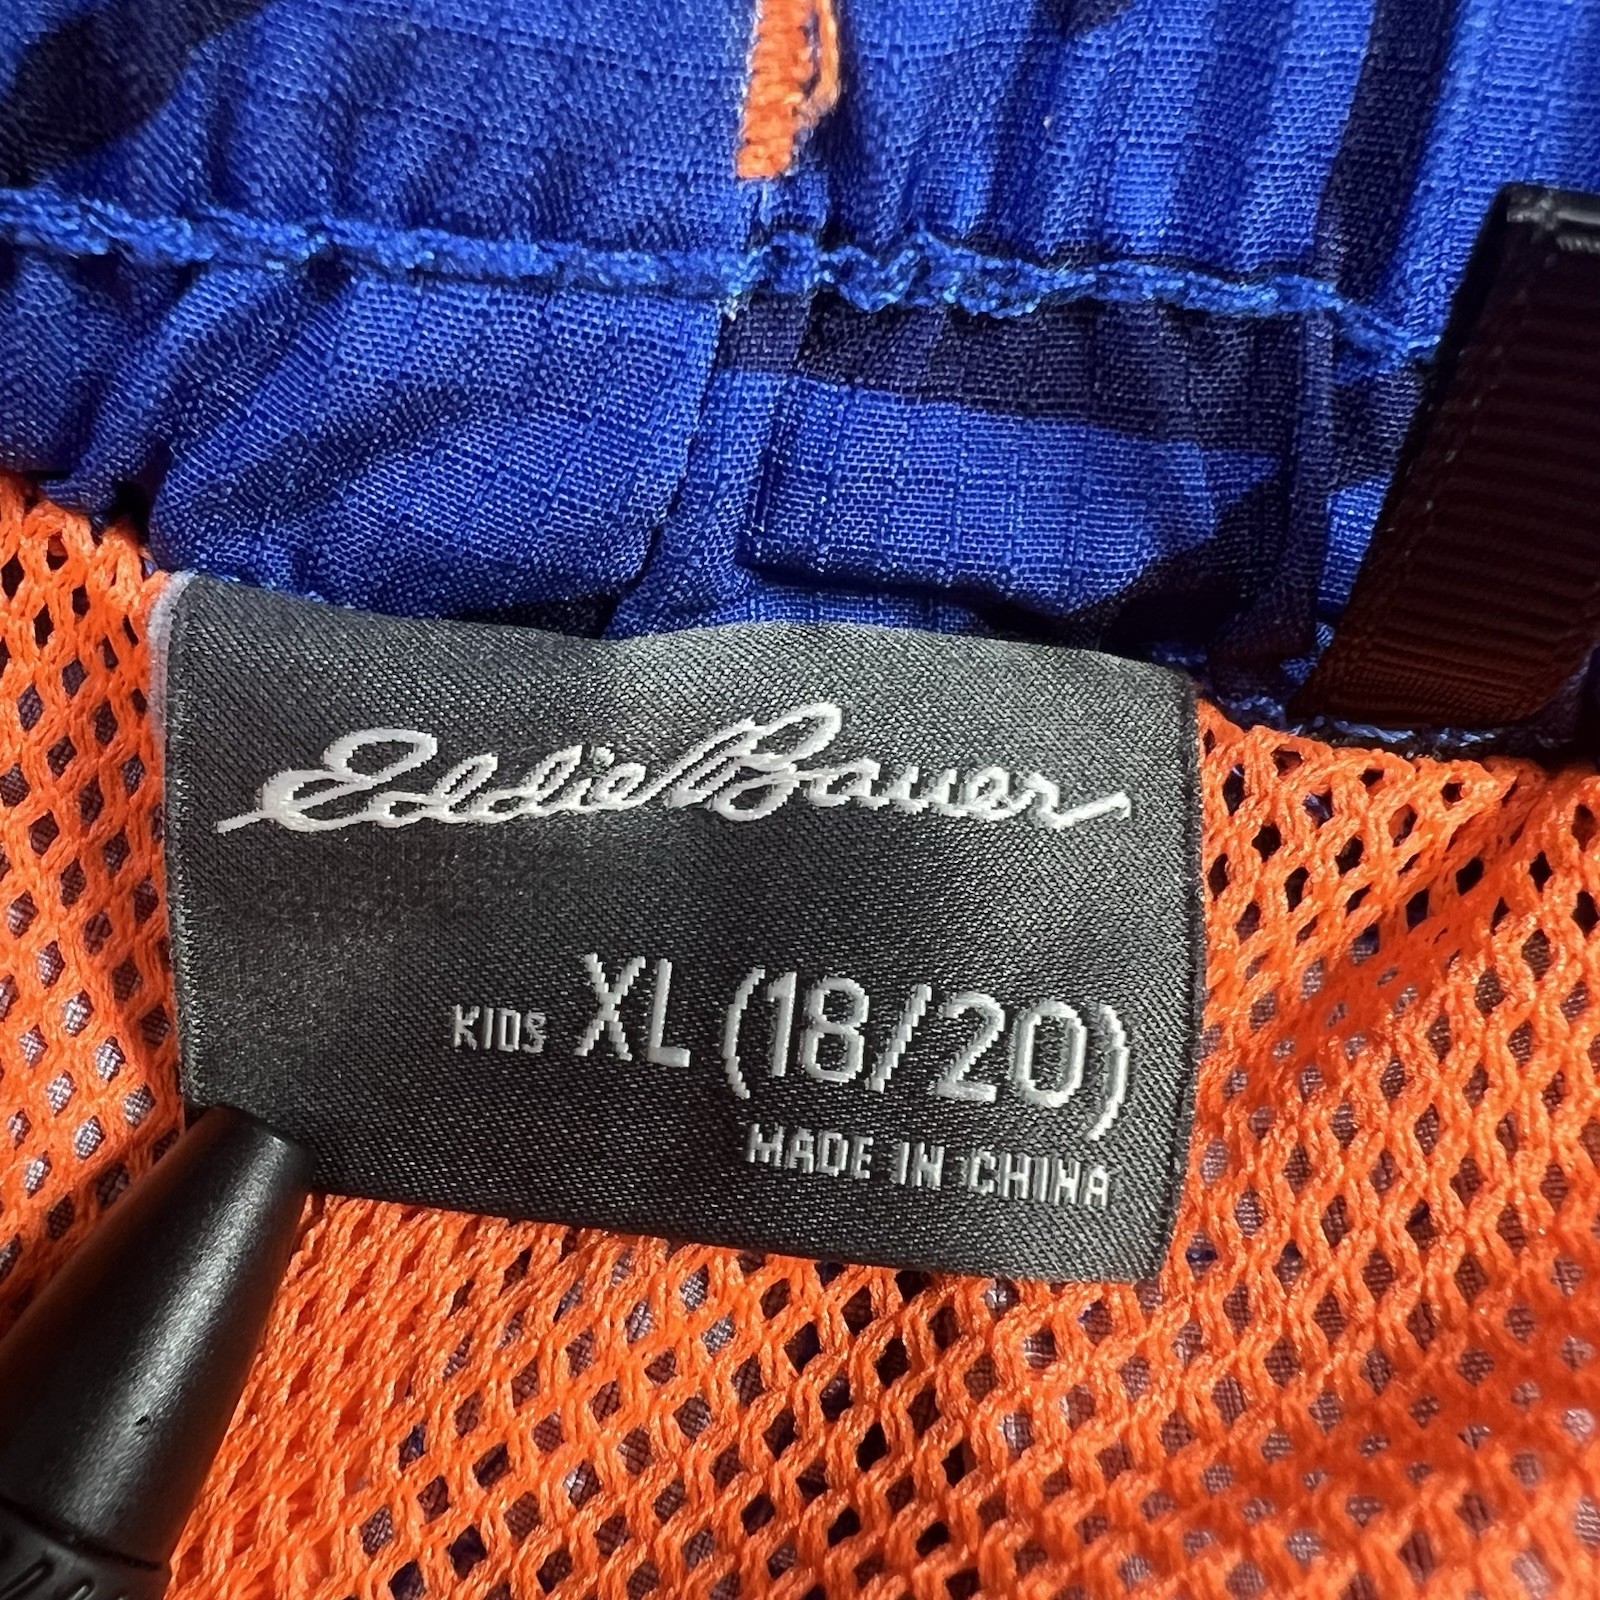 Eddie Bauer
KIDS XL (18/20)
MADE IN CHINA